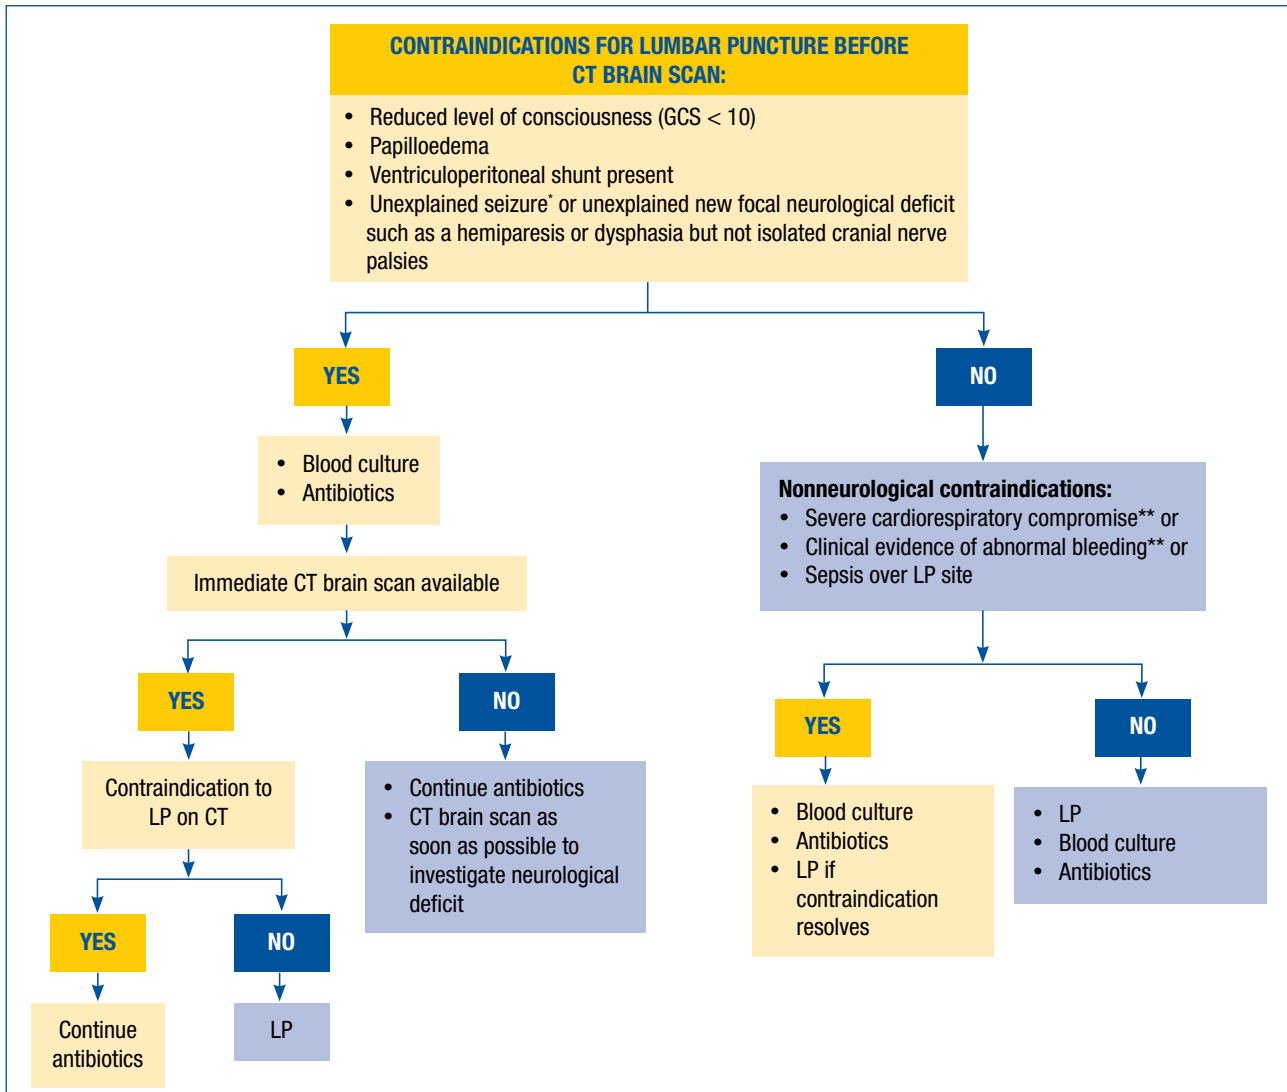 CONTRAINDICATIONS FOR LUMBAR PUNCTURE BEFORE
CT BRAIN SCAN:
• Reduced level of consciousness (GCS < 10)
• Papilloedema
• Ventriculoperitoneal shunt present
• Unexplained seizure* or unexplained new focal neurological deficit
such as a hemiparesis or dysphasia but not isolated cranial nerve
palsies
YES
• Blood culture
• Antibiotics
Immediate CT brain scan available
YES
Contraindication to
LP on CT
YES
Continue
antibiotics
NO
LP
NO
• Continue antibiotics
• CT brain scan as
soon as possible to
investigate neurological
deficit
NO
Nonneurological contraindications:
• Severe cardiorespiratory compromise** or
• Clinical evidence of abnormal bleeding** or
• Sepsis over LP site
YES
• Blood culture
• Antibiotics
• LP if
contraindication
resolves
NO
• LP
• Blood culture
• Antibiotics